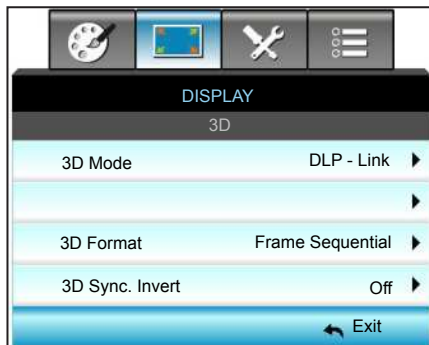 DISPLAY
3D
3D Mode DLP - Link
3D Format Frame Sequential
3D Sync. Invert Off
Exit